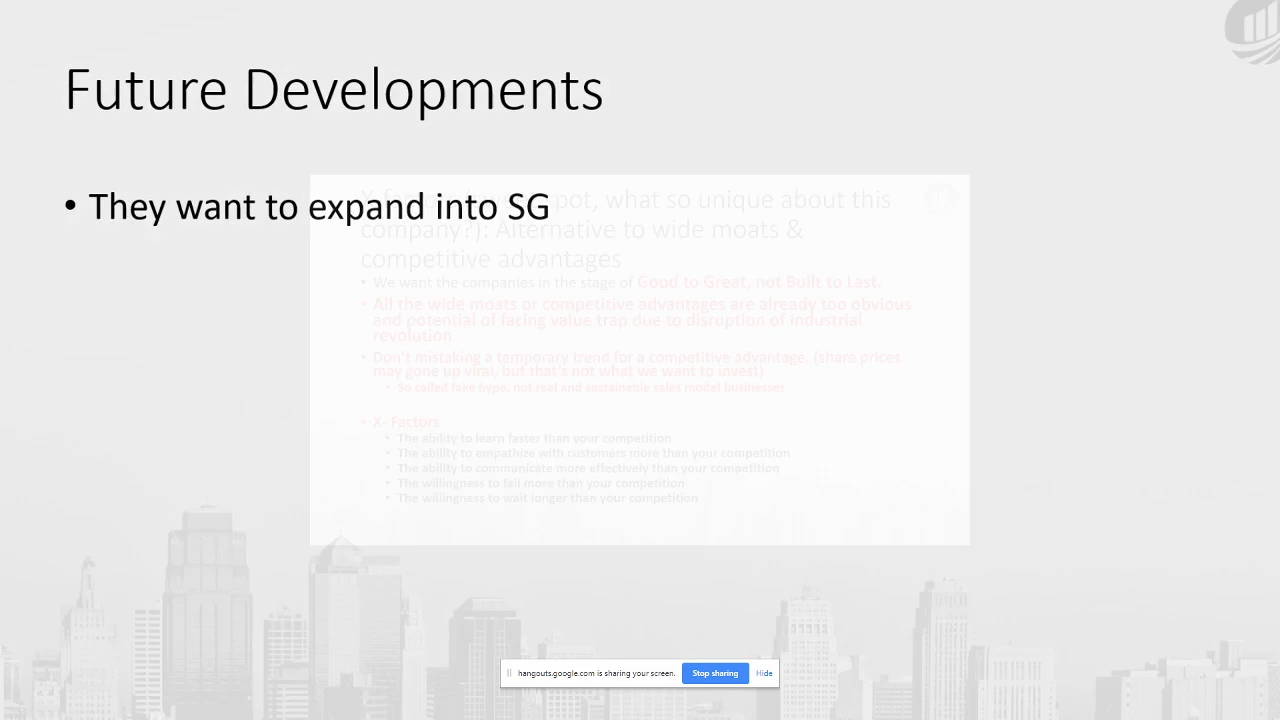 Future Developments
• They want to expand into SG
pot, what so unique about this
company?): Alternative to wide moats &
competitive advantages
• We want the companies in the stage of Good to Great, not Built to Last.
• All the wide moats or competitive advantages are already too obvious
and potential of facing value trap due to disruption of industrial
revolution
• Don't mistaking a temporary trend for a competitive advantage. (share prices
may gone up viral, but that's not what we want to invest)
• So called fake hype, not real and sustainable sales model businesses
• X- Factors
• The ability to learn faster than your competition
• The ability to empathize with customers more than your competition
• The ability to communicate more effectively than your competition
• The willingness to fail more than your competition
• The willingness to wait longer than your competition
hangouts.google.com is sharing your screen. Stop sharing Hide